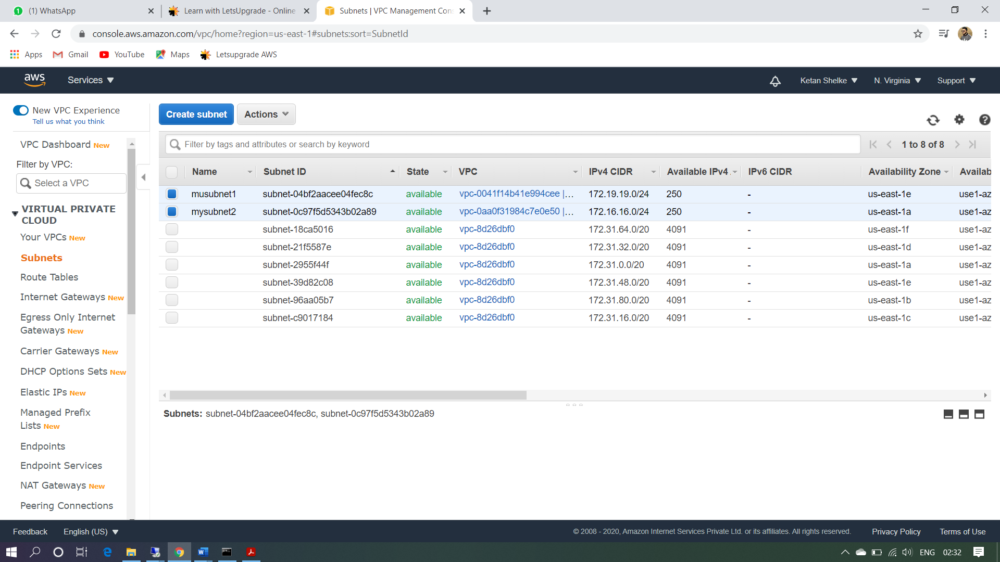 (1) WhatsApp
Learn with LetsUpgrade - Online
Subnets | VPC Management Cons
console.aws.amazon.com/vpc/home?region=us-east-1#subnets:sort=SubnetId
Apps Gmail YouTube Maps Letsupgrade AWS
aws Services Ketan Shelke N. Virginia Support
New VPC Experience
Tell us what you think
VPC Dashboard New
Filter by VPC:
Select a VPC
VIRTUAL PRIVATE
CLOUD
Your VPCs New
Subnets
Route Tables
Internet Gateways New
Egress Only Internet
Gateways New
Carrier Gateways New
DHCP Options Sets New
Elastic IPs New
Managed Prefix
Lists New
Endpoints
Endpoint Services
NAT Gateways New
Peering Connections
Create subnet Actions
Filter by tags and attributes or search by keyword
1 to 8 of 8
Name Subnet ID State VPC IPv4 CIDR Available IPv4 IPv6 CIDR Availability Zone Availab
musubnet1 subnet-04bf2aacee04fec8c available vpc-0041f14b41e994cee |... 172.19.19.0/24 250 - us-east-1e use1-az
mysubnet2 subnet-0c97f5d5343b02a89 available vpc-0aa0f31984c7e0e50 |... 172.16.16.0/24 250 - us-east-1a use1-az
subnet-18ca5016 available vpc-8d26dbf0 172.31.64.0/20 4091 - us-east-1f use1-az
subnet-21f5587e available vpc-8d26dbf0 172.31.32.0/20 4091 - us-east-1d use1-az
subnet-2955f44f available vpc-8d26dbf0 172.31.0.0/20 4091 - us-east-1a use1-az
subnet-39d82c08 available vpc-8d26dbf0 172.31.48.0/20 4091 - us-east-1e use1-az
subnet-96aa05b7 available vpc-8d26dbf0 172.31.80.0/20 4091 - us-east-1b use1-az
subnet-c9017184 available vpc-8d26dbf0 172.31.16.0/20 4091 - us-east-1c use1-az
Subnets: subnet-04bf2aacee04fec8c, subnet-0c97f5d5343b02a89
Feedback English (US) © 2008 - 2020, Amazon Internet Services Private Ltd. or its affiliates. All rights reserved. Privacy Policy Terms of Use
ENG 02:32